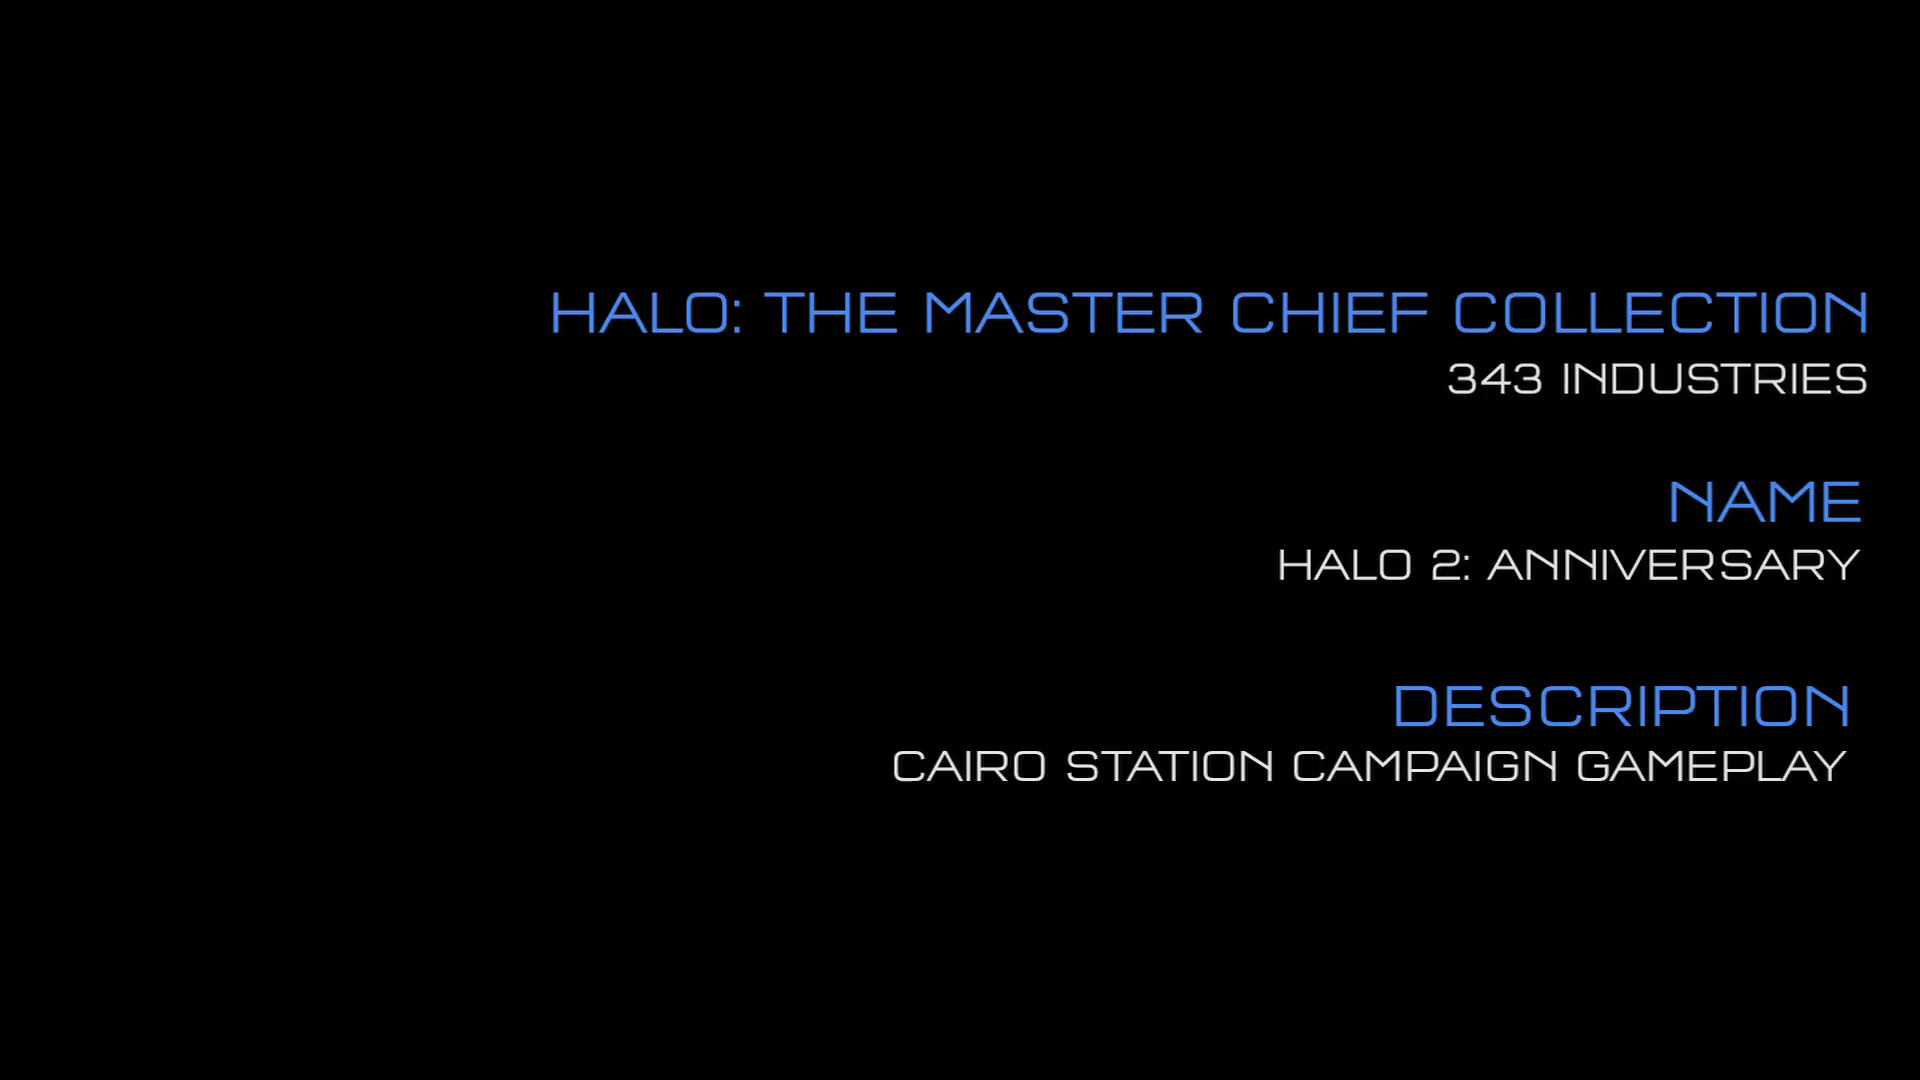 HALO: THE MASTER CHIEF COLLECTION
343 INDUSTRIES
NAME
HALO 2: ANNIVERSARY
DESCRIPTION
CAIRO STATION CAMPAIGN GAMEPLAY